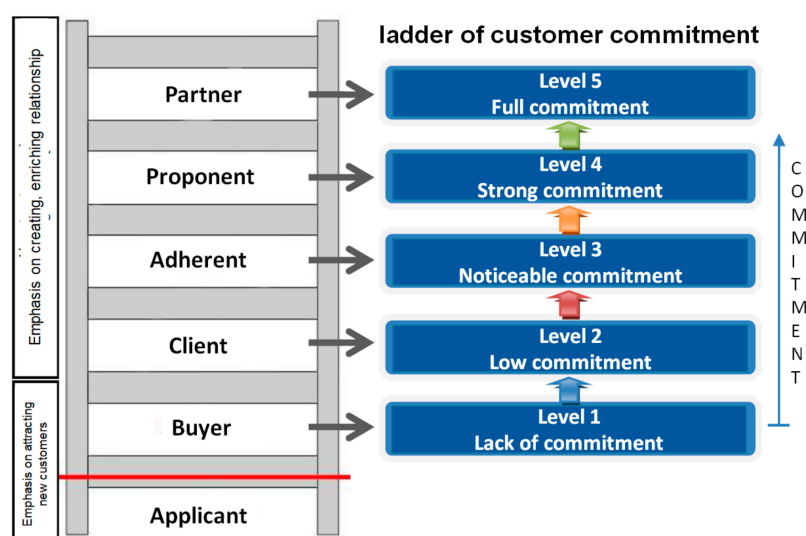 ladder of customer commitment
Emphasis on creating, enriching relationship
Emphasis on attracting
new customers
Partner
Proponent
Adherent
Client
Buyer
Applicant
Level 5
Full commitment
Level 4
Strong commitment
Level 3
Noticeable commitment
Level 2
Low commitment
Level 1
Lack of commitment
COMMITMENT